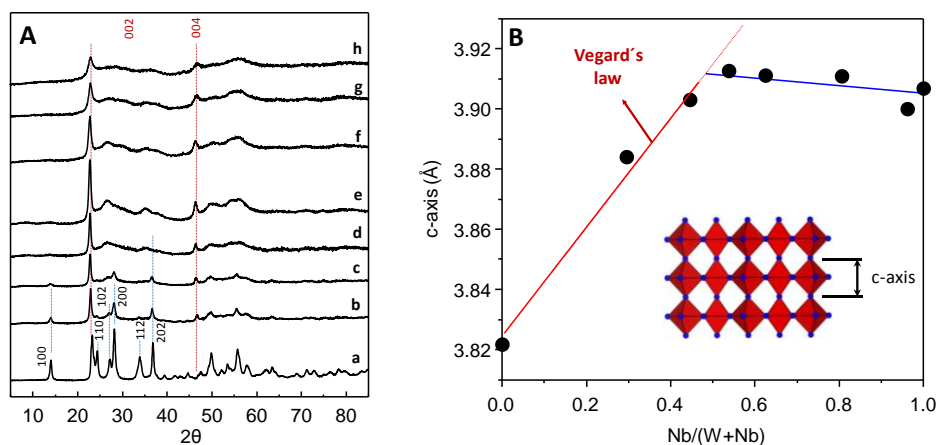 A
002
004
h
g
f
e
d
c
b
a
100
110
102
200
112
202
10 20 30 40 50 60 70 80
2θ
B
Vegard´s
law
c-axis (Å)
3.93
3.92
3.90
3.88
3.86
3.84
3.82
c-axis
0.0 0.2 0.4 0.6 0.8 1.0
Nb/(W+Nb)